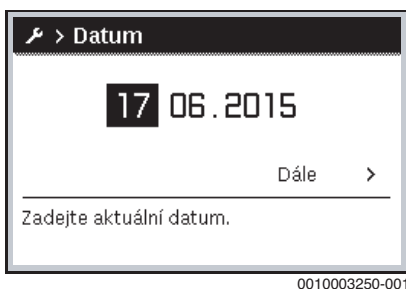 > Datum
17 06.2015
Dále >
Zadejte aktuální datum.
0010003250-001